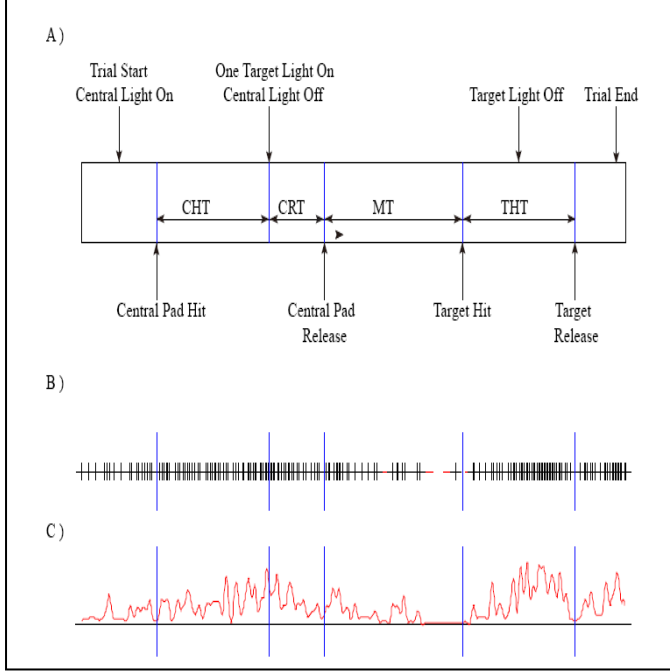 A)
Trial Start
Central Light On
One Target Light On
Central Light Off
Target Light Off
Trial End
CHT
CRT
MT
THT
Central Pad Hit
Central Pad
Release
Target Hit
Target
Release
B)
C)